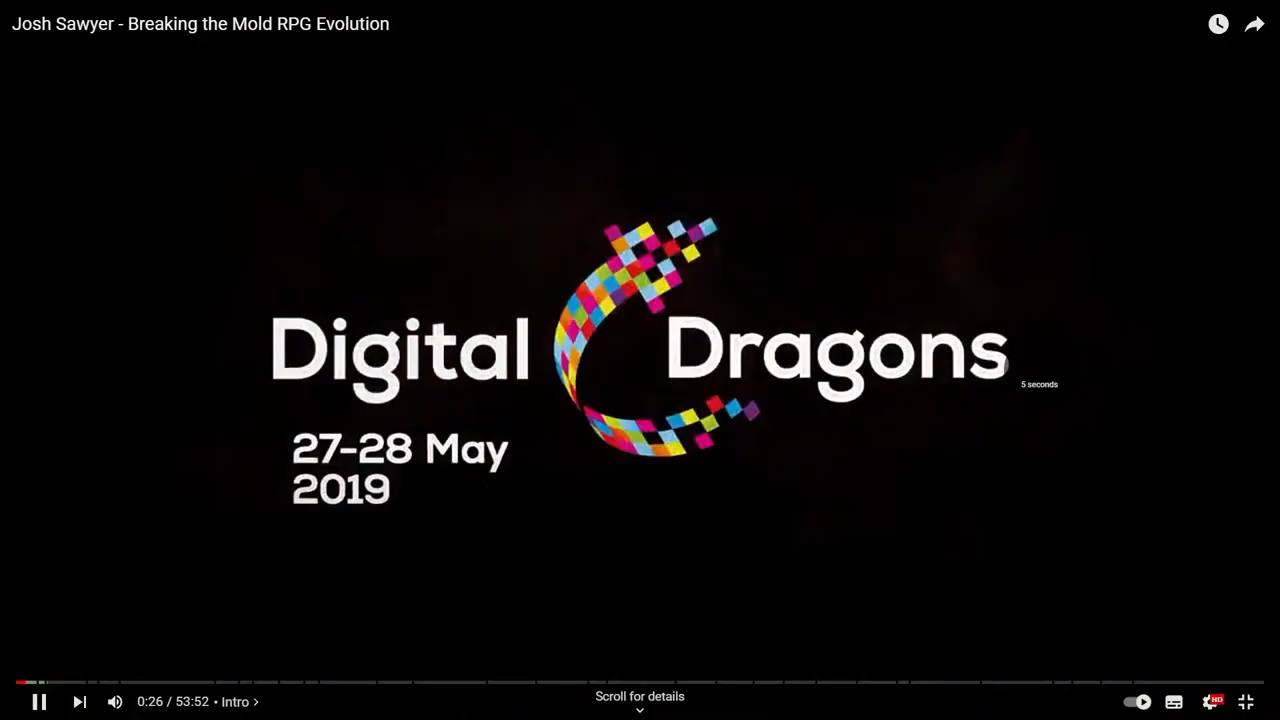 Josh Sawyer - Breaking the Mold RPG Evolution
Digital Dragons
5 seconds
27-28 May
2019
0:26 / 53:52 • Intro >
Scroll for details
HD